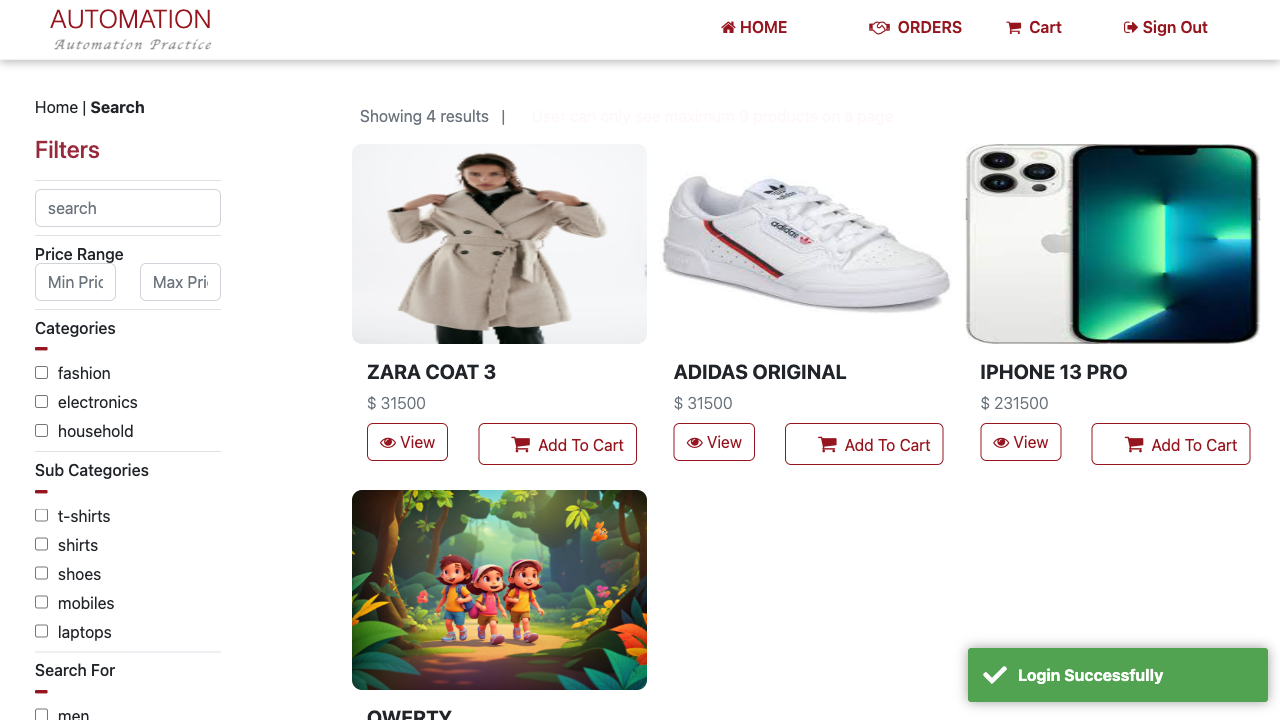 AUTOMATION
Automation Practice
HOME
ORDERS
Cart
Sign Out
Home | Search
Showing 4 results |
User can only see maximum 9 products on a page
Filters
search
Price Range
Min Pric
Max Pri
Categories
fashion
electronics
household
Sub Categories
t-shirts
shirts
shoes
mobiles
laptops
Search For
men
ZARA COAT 3
$ 31500
View
Add To Cart
adidas
ADIDAS ORIGINAL
$ 31500
View
Add To Cart
IPHONE 13 PRO
$ 231500
View
Add To Cart
QWERTY
Login Successfully